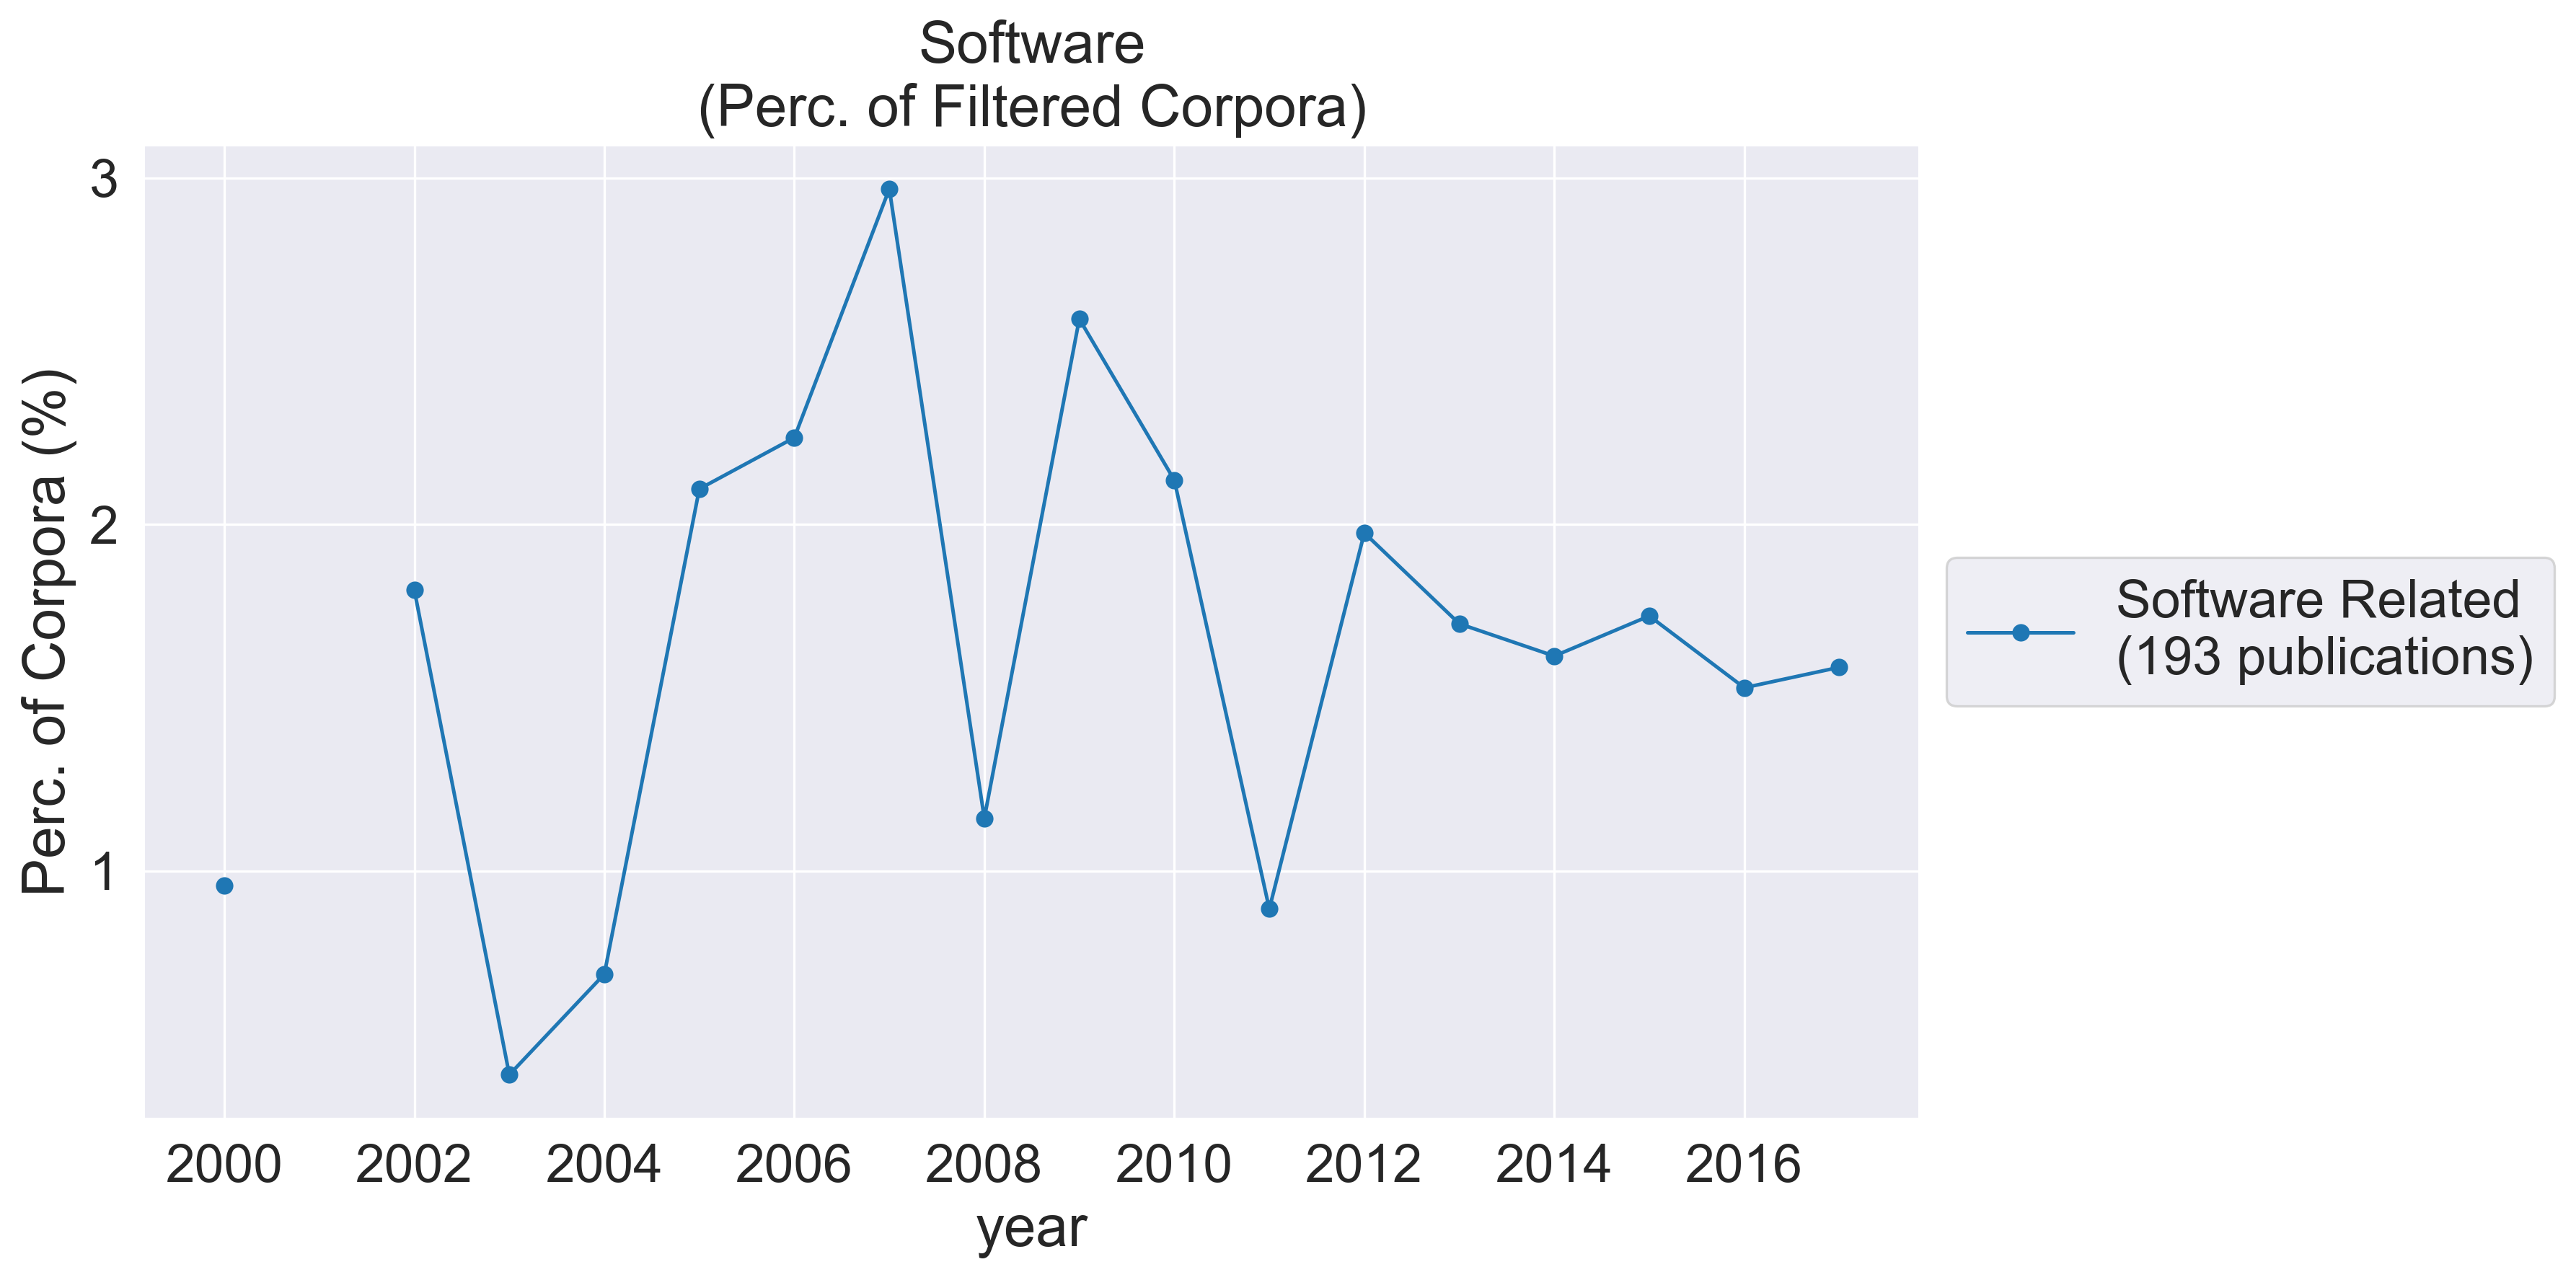 Software
(Perc. of Filtered Corpora)
Perc. of Corpora (%)
3
2
1
2000 2002 2004 2006 2008 2010 2012 2014 2016
year
Software Related
(193 publications)